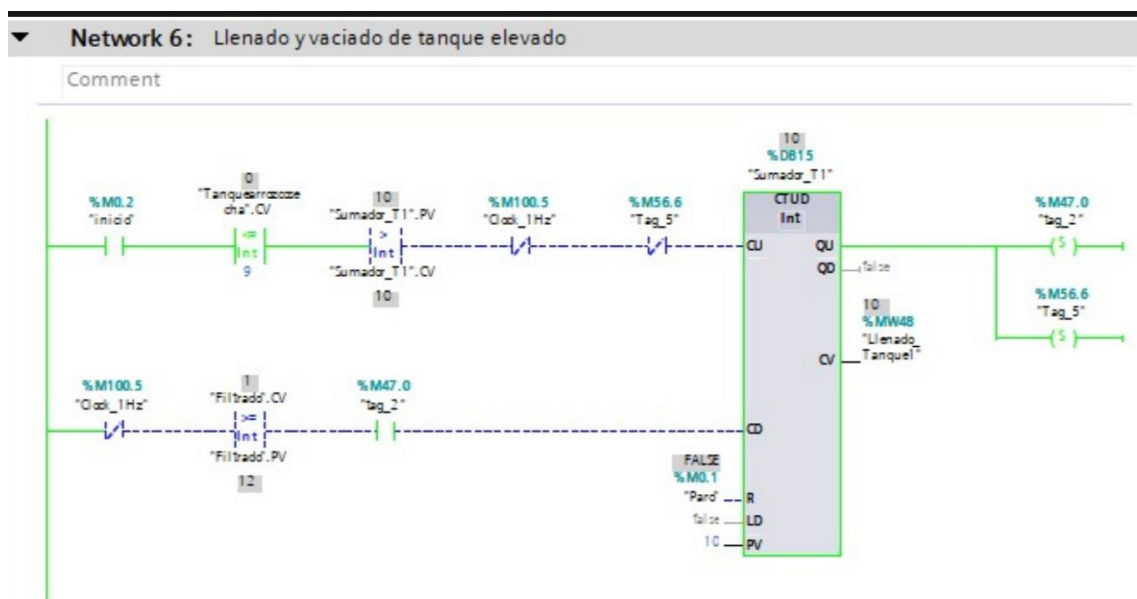 Network 6: Llenado y vaciado de tanque elevado
Comment
10
%DB15
"Sumador_T1"
CTUD
Int
%M0.2
"inicio"
0
"Tanquearrozcose
cha".CV
<=
Int
9
10
"Sumador_T1".PV
>
Int
"Sumador_T1".CV
10
%M100.5
"Clock_1Hz"
%M56.6
"Tag_5"
CU
QU
QD
false
%M47.0
"tag_2"
S
%M56.6
"Tag_5"
S
10
%MW48
"Llenado_
Tanque1"
CV
%M100.5
"Clock_1Hz"
1
"Filtrado".CV
>=
Int
"Filtrado".PV
12
%M47.0
"tag_2"
CD
FALSE
%M0.1
"Paro"
R
false
LD
10
PV